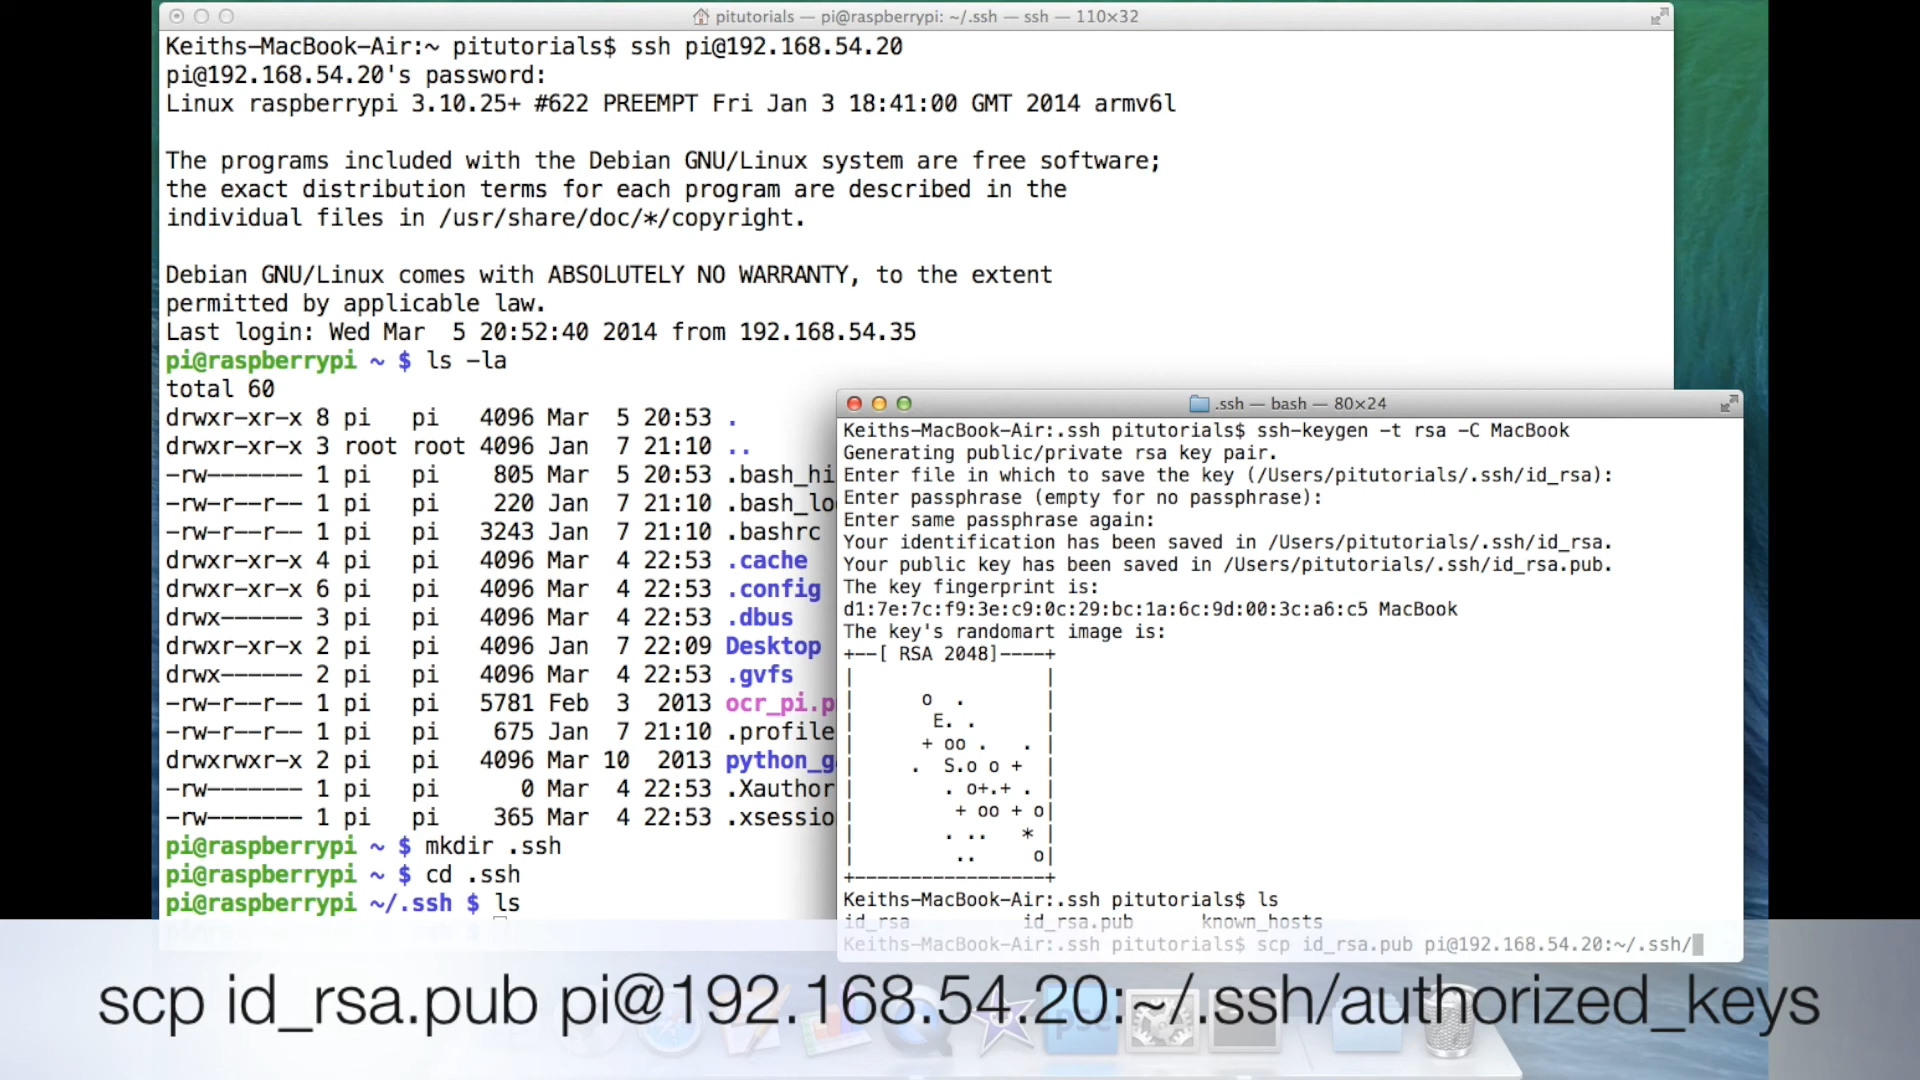 pitutorials — pi@raspberrypi: ~/.ssh — ssh — 110×32
Keiths-MacBook-Air:~ pitutorials$ ssh pi@192.168.54.20
pi@192.168.54.20's password:
Linux raspberrypi 3.10.25+ #622 PREEMPT Fri Jan 3 18:41:00 GMT 2014 armv6l
The programs included with the Debian GNU/Linux system are free software;
the exact distribution terms for each program are described in the
individual files in /usr/share/doc/*/copyright.
Debian GNU/Linux comes with ABSOLUTELY NO WARRANTY, to the extent
permitted by applicable law.
Last login: Wed Mar  5 20:52:40 2014 from 192.168.54.35
pi@raspberrypi ~ $ ls -la
total 60
drwxr-xr-x 8 pi   pi   4096 Mar  5 20:53 .
drwxr-xr-x 3 root root 4096 Jan  7 21:10 ..
-rw------- 1 pi   pi    805 Mar  5 20:53 .bash_hi
-rw-r--r-- 1 pi   pi    220 Jan  7 21:10 .bash_lo
-rw-r--r-- 1 pi   pi   3243 Jan  7 21:10 .bashrc
drwxr-xr-x 4 pi   pi   4096 Mar  4 22:53 .cache
drwxr-xr-x 6 pi   pi   4096 Mar  4 22:53 .config
drwx------ 3 pi   pi   4096 Mar  4 22:53 .dbus
drwxr-xr-x 2 pi   pi   4096 Jan  7 22:09 Desktop
drwx------ 2 pi   pi   4096 Mar  4 22:53 .gvfs
-rw-r--r-- 1 pi   pi   5781 Feb  3  2013 ocr_pi.p
-rw-r--r-- 1 pi   pi    675 Jan  7 21:10 .profile
drwxrwxr-x 2 pi   pi   4096 Mar 10  2013 python_ga
-rw------- 1 pi   pi      0 Mar  4 22:53 .Xauthor
-rw------- 1 pi   pi    365 Mar  4 22:53 .xsessio
pi@raspberrypi ~ $ mkdir .ssh
pi@raspberrypi ~ $ cd .ssh
pi@raspberrypi ~/.ssh $ ls
.ssh — bash — 80×24
Keiths-MacBook-Air:.ssh pitutorials$ ssh-keygen -t rsa -C MacBook
Generating public/private rsa key pair.
Enter file in which to save the key (/Users/pitutorials/.ssh/id_rsa):
Enter passphrase (empty for no passphrase):
Enter same passphrase again:
Your identification has been saved in /Users/pitutorials/.ssh/id_rsa.
Your public key has been saved in /Users/pitutorials/.ssh/id_rsa.pub.
The key fingerprint is:
d1:7e:7c:f9:3e:c9:0c:29:bc:1a:6c:9d:00:3c:a6:c5 MacBook
The key's randomart image is:
+--[ RSA 2048]----+
|                 |
|      o  .       |
|       E. .      |
|      + oo .   . |
|     .  S.o o +  |
|        . o+.+ . |
|         + oo + o|
|        . ..   * |
|         ..     o|
+-----------------+
Keiths-MacBook-Air:.ssh pitutorials$ ls
id_rsa          id_rsa.pub      known_hosts
Keiths-MacBook-Air:.ssh pitutorials$ scp id_rsa.pub pi@192.168.54.20:~/.ssh/
scp id_rsa.pub pi@192.168.54.20:~/.ssh/authorized_keys